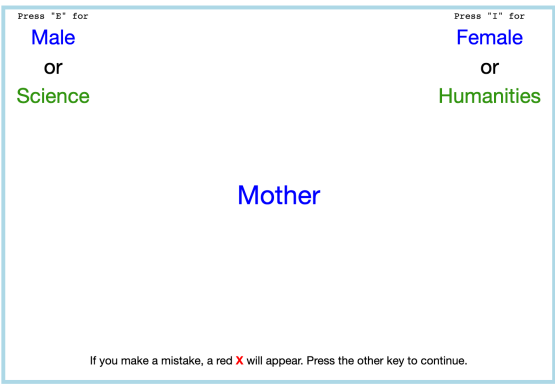 Press "E" for
Male
or
Science
Press "I" for
Female
or
Humanities
Mother
If you make a mistake, a red X will appear. Press the other key to continue.